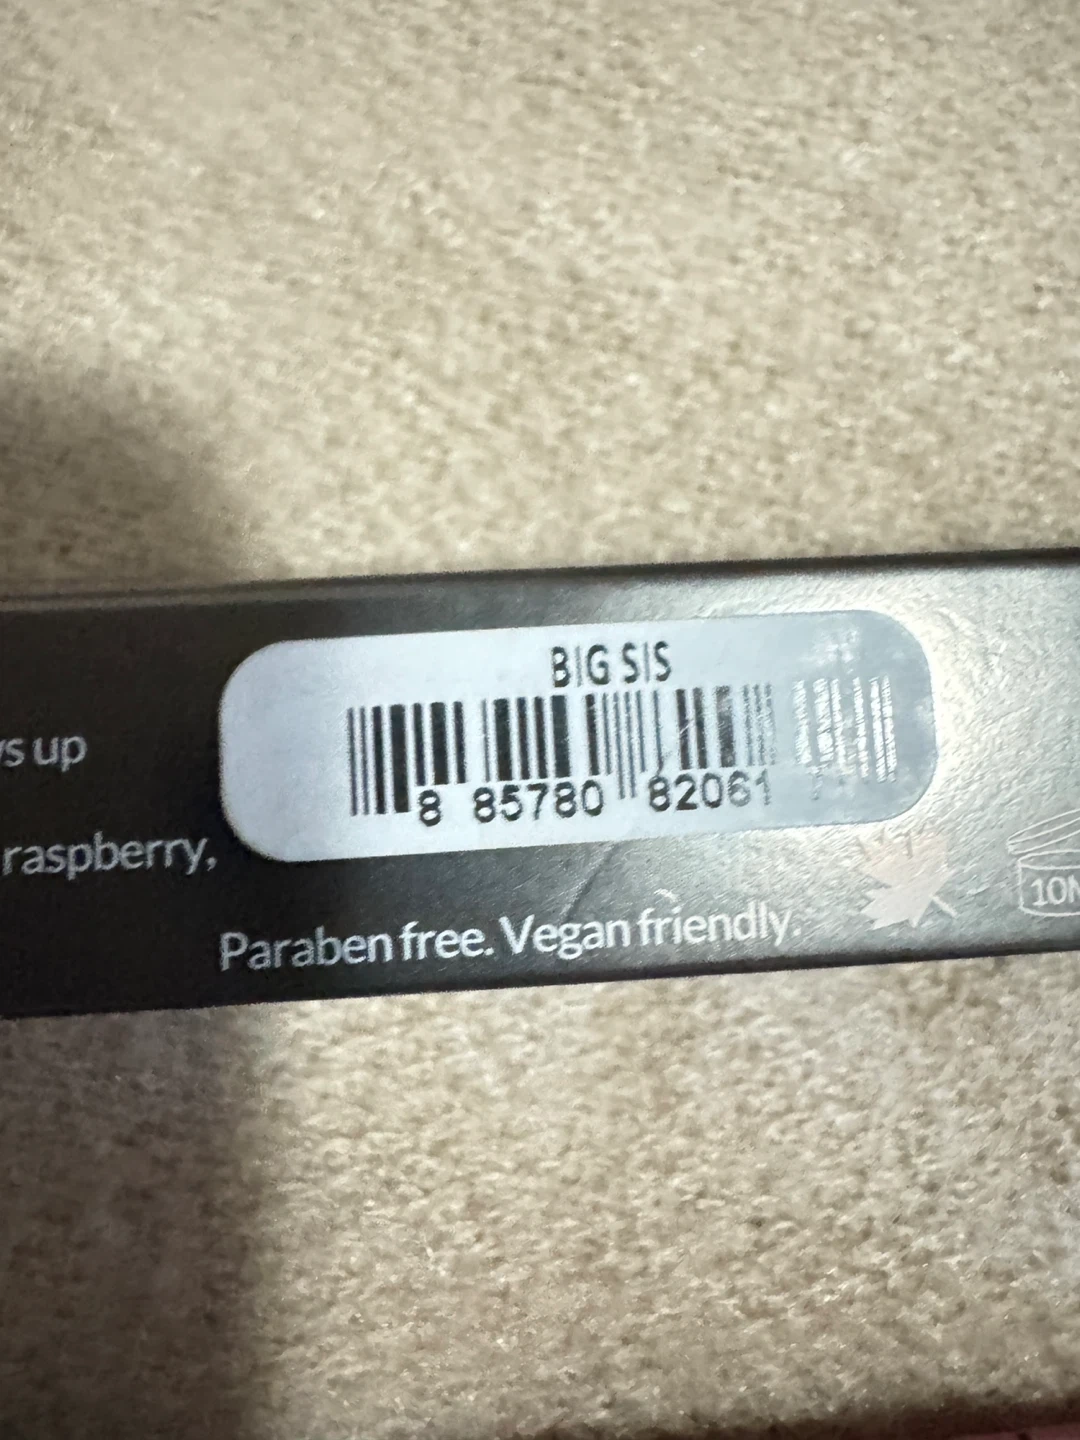 BIG SIS
8 85780 82061
ys up
raspberry,
Paraben free. Vegan friendly.